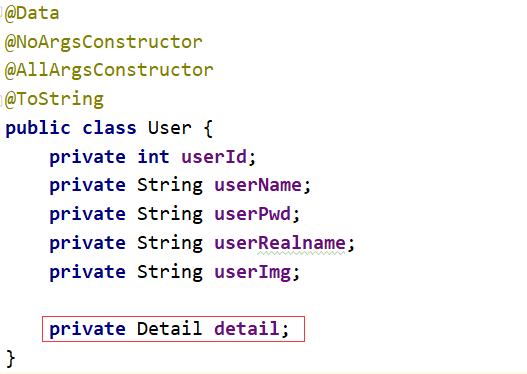 @Data
@NoArgsConstructor
@AllArgsConstructor
@ToString
public class User {
    private int userId;
    private String userName;
    private String userPwd;
    private String userRealname;
    private String userImg;
    private Detail detail;
}